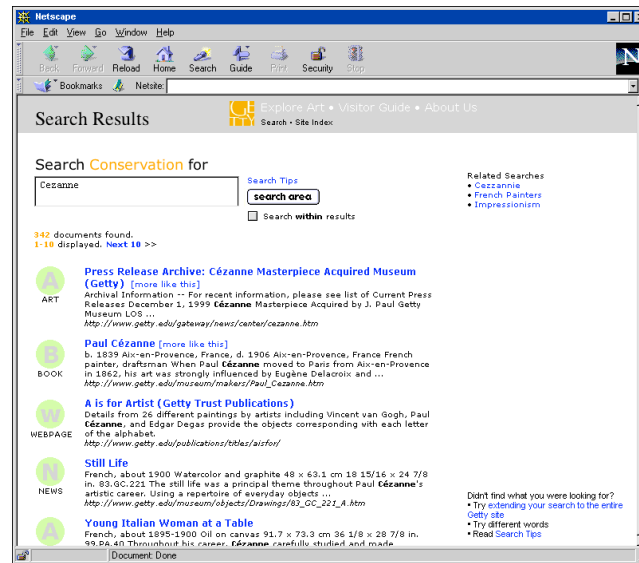 Netscape
File Edit View Go Window Help
Back Forward Reload Home Search Guide Print Security Stop
N
Bookmarks Netsite:
Search Results
GETTY
Explore Art • Visitor Guide • About Us
Search • Site Index
Search Conservation for
Cezanne
Search Tips
search area
Search within results
Related Searches
• Cezzannie
• French Painters
• Impressionism
342 documents found.
1-10 displayed. Next 10 >>
A
ART
Press Release Archive: Cézanne Masterpiece Acquired Museum
(Getty) [more like this]
Archival Information -- For recent information, please see list of Current Press
Releases December 1, 1999 Cézanne Masterpiece Acquired by J. Paul Getty
Museum LOS ...
http://www.getty.edu/gateway/news/center/cezanne.htm
B
BOOK
Paul Cézanne [more like this]
b. 1839 Aix-en-Provence, France, d. 1906 Aix-en-Provence, France French
painter, draftsman When Paul Cézanne moved to Paris from Aix-en-Provence
in 1862, his art was strongly influenced by Eugène Delacroix and ...
http://www.getty.edu/museum/makers/Paul_Cezanne.htm
W
WEBPAGE
A is for Artist (Getty Trust Publications)
Details from 26 different paintings by artists including Vincent van Gogh, Paul
Cézanne, and Edgar Degas provide the objects corresponding with each letter
of the alphabet.
http://www.getty.edu/publications/titles/aisfor/
N
NEWS
Still Life
French, about 1900 Watercolor and graphite 48 x 63.1 cm 18 15/16 x 24 7/8
in. 83.GC.221 The still life was a principal theme throughout Paul Cézanne's
artistic career. Using a repertoire of everyday objects ...
http://www.getty.edu/museum/objects/Drawings/83_GC_221_A.htm
A
Young Italian Woman at a Table
French, about 1895-1900 Oil on canvas 91.7 x 73.3 cm 36 1/8 x 28 7/8 in.
99.PA.40 Throughout his career, Cézanne carefully studied and made
Didn't find what you were looking for?
• Try extending your search to the entire
Getty site
• Try different words
• Read Search Tips
Document: Done